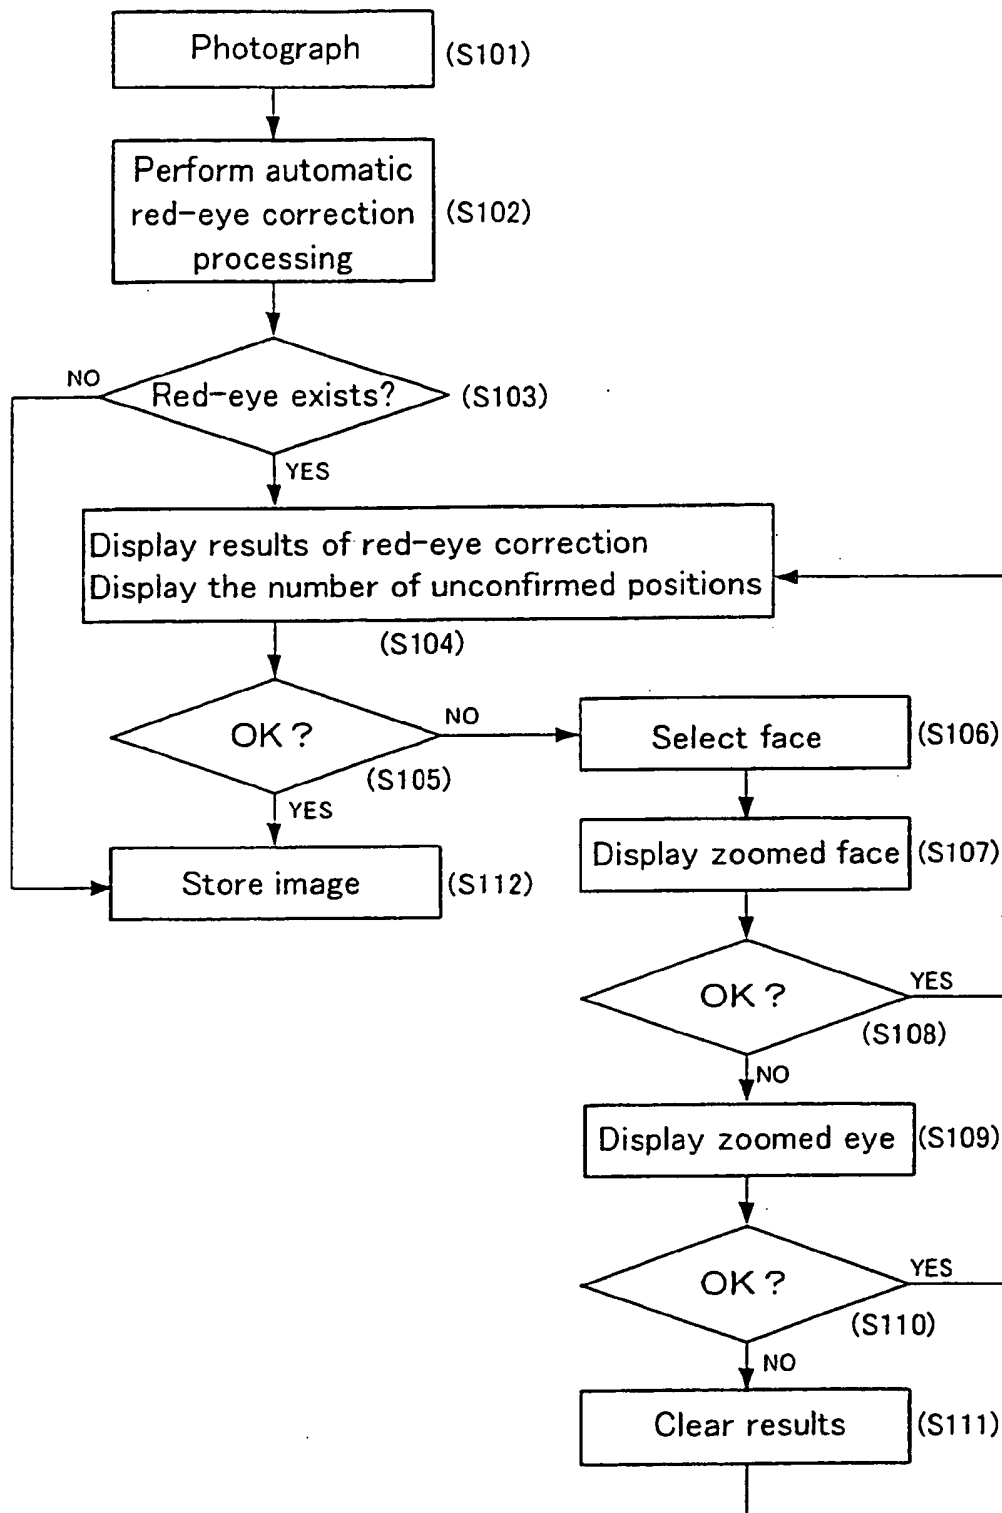 Photograph (S101)
Perform automatic
red-eye correction (S102)
processing
NO
Red-eye exists? (S103)
YES
Display results of red-eye correction
Display the number of unconfirmed positions
(S104)
OK? NO
(S105)
YES
Select face (S106)
Display zoomed face (S107)
Store image (S112)
OK? YES
(S108)
NO
Display zoomed eye (S109)
OK? YES
(S110)
NO
Clear results (S111)